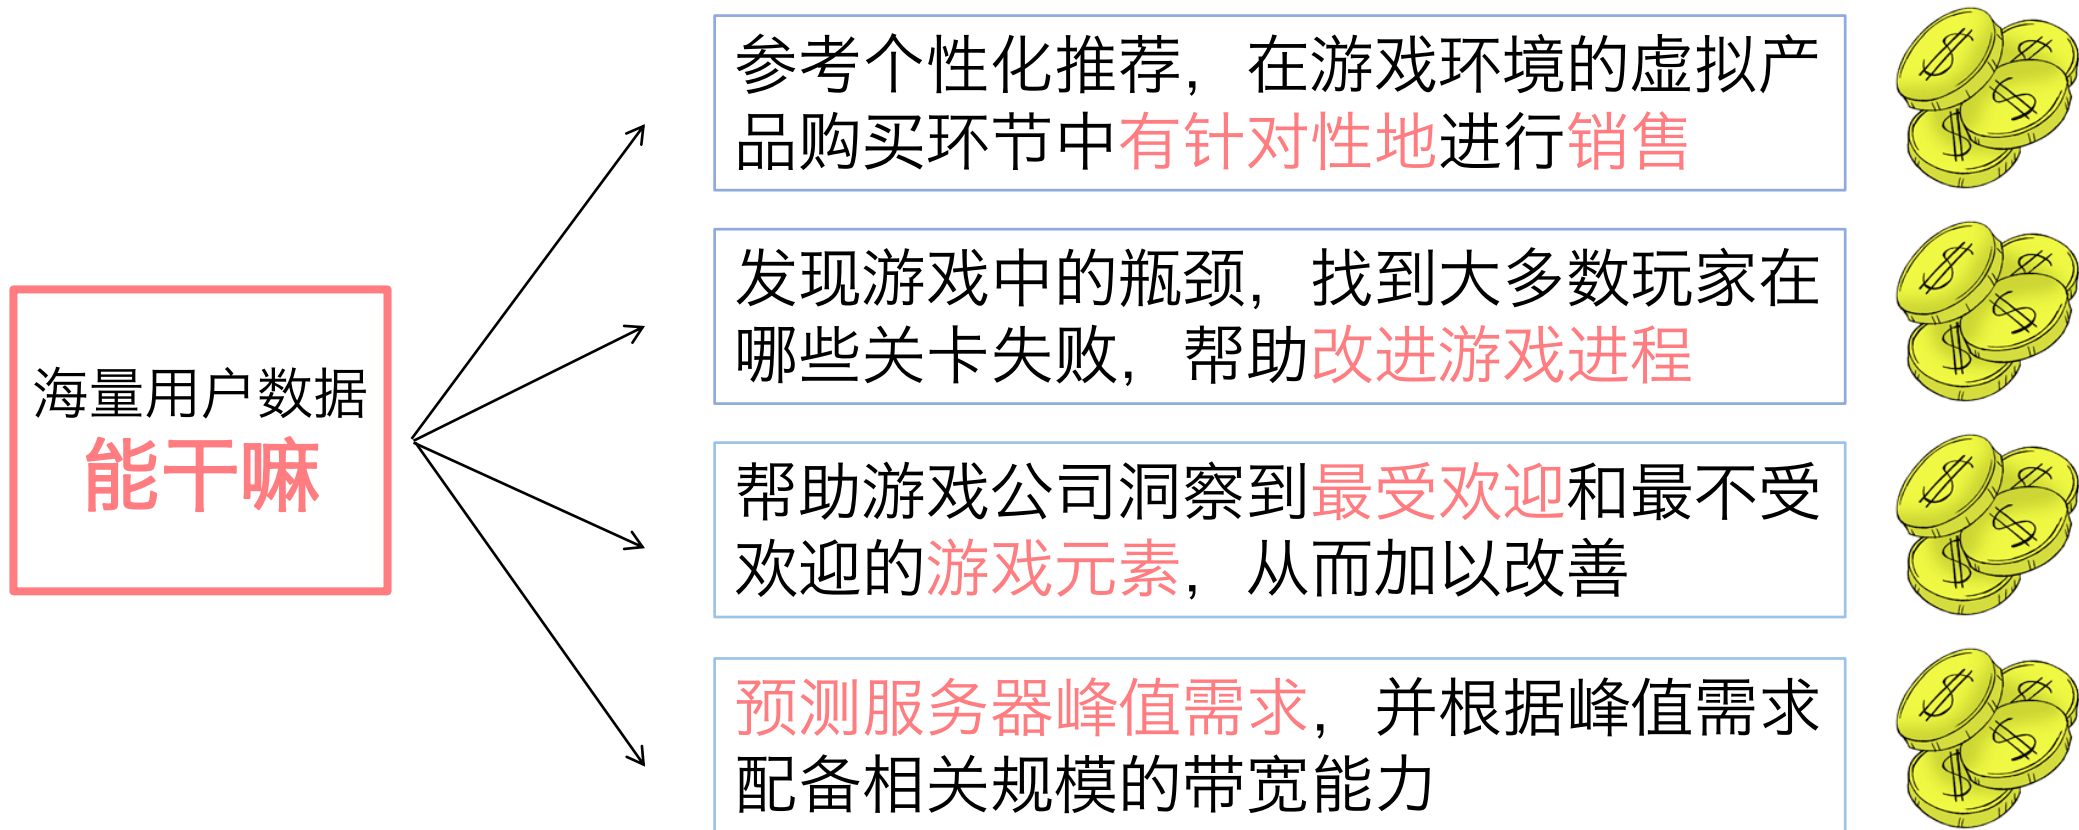 海量用户数据
能干嘛
参考个性化推荐，在游戏环境的虚拟产
品购买环节中有针对性地进行销售
发现游戏中的瓶颈，找到大多数玩家在
哪些关卡失败，帮助改进游戏进程
帮助游戏公司洞察到最受欢迎和最不受
欢迎的游戏元素，从而加以改善
预测服务器峰值需求，并根据峰值需求
配备相关规模的带宽能力